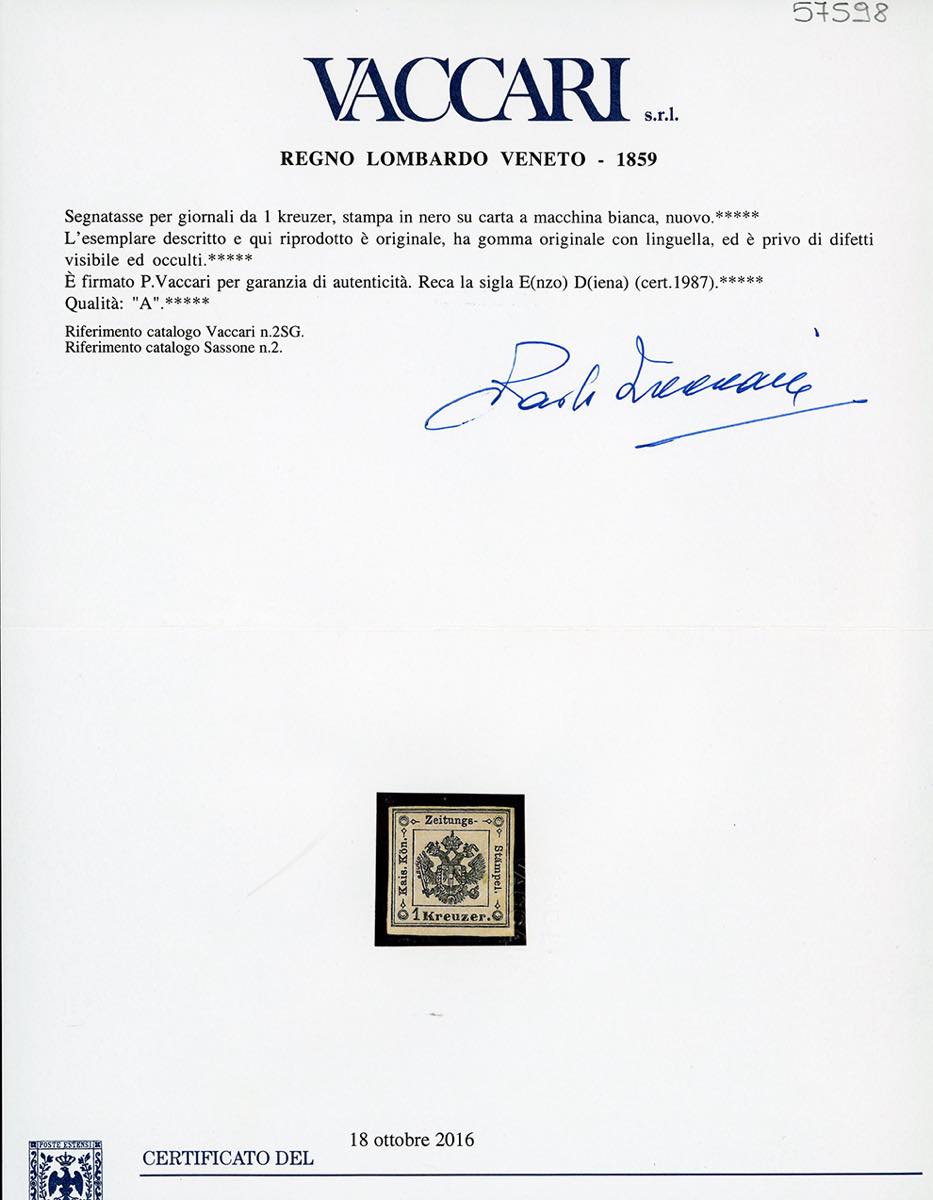 57598
VACCARI s.r.l.
REGNO LOMBARDO VENETO - 1859
Segnatasse per giornali da 1 kreuzer, stampa in nero su carta a macchina bianca, nuovo.*****
L'esemplare descritto e qui riprodotto è originale, ha gomma originale con linguella, ed è privo di difetti
visibile ed occulti.*****
È firmato P.Vaccari per garanzia di autenticità. Reca la sigla E(nzo) D(iena) (cert.1987).*****
Qualità: "A".*****
Riferimento catalogo Vaccari n.2SG.
Riferimento catalogo Sassone n.2.
Zeitungs-
Kais. Kön.
Stämpel.
1 Kreuzer.
18 ottobre 2016
POSTE ESTENSI
CERTIFICATO DEL